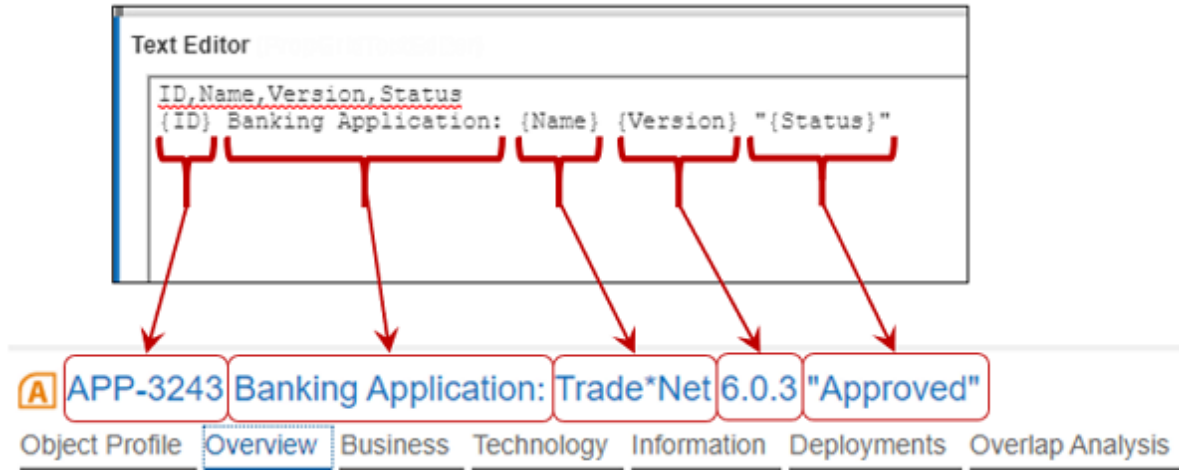 Text Editor
ID,Name,Version,Status
{ID} Banking Application: {Name} {Version} "{Status}"
A APP-3243 Banking Application: Trade*Net 6.0.3 "Approved"
Object Profile Overview Business Technology Information Deployments Overlap Analysis